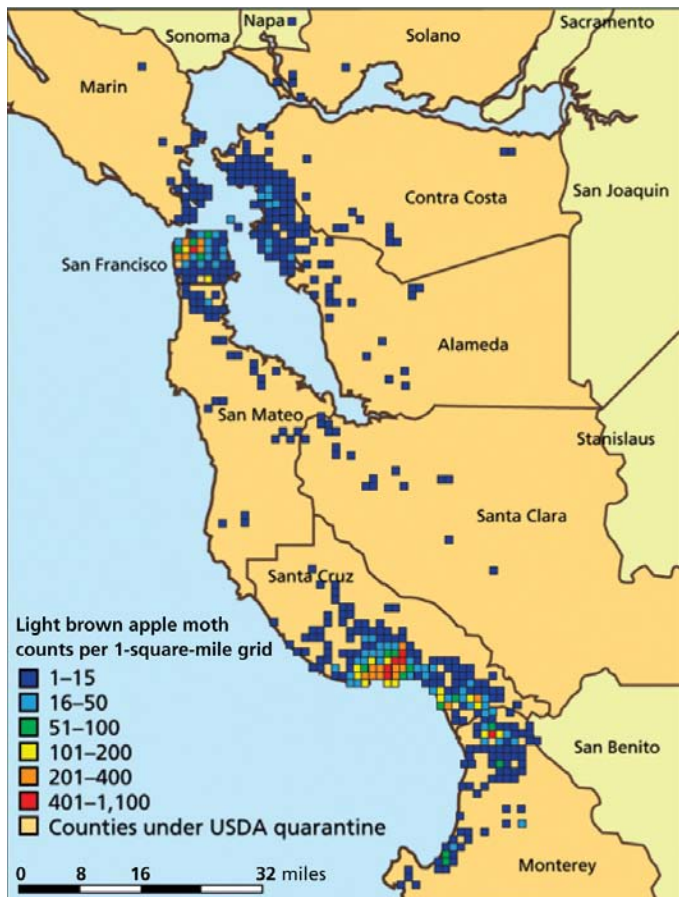 Napa
Sonoma
Solano
Sacramento
Marin
Contra Costa
San Joaquin
San Francisco
Alameda
San Mateo
Stanislaus
Santa Clara
Santa Cruz
Light brown apple moth
counts per 1-square-mile grid
1–15
16–50
51–100
101–200
201–400
401–1,100
Counties under USDA quarantine
San Benito
Monterey
0 8 16 32 miles